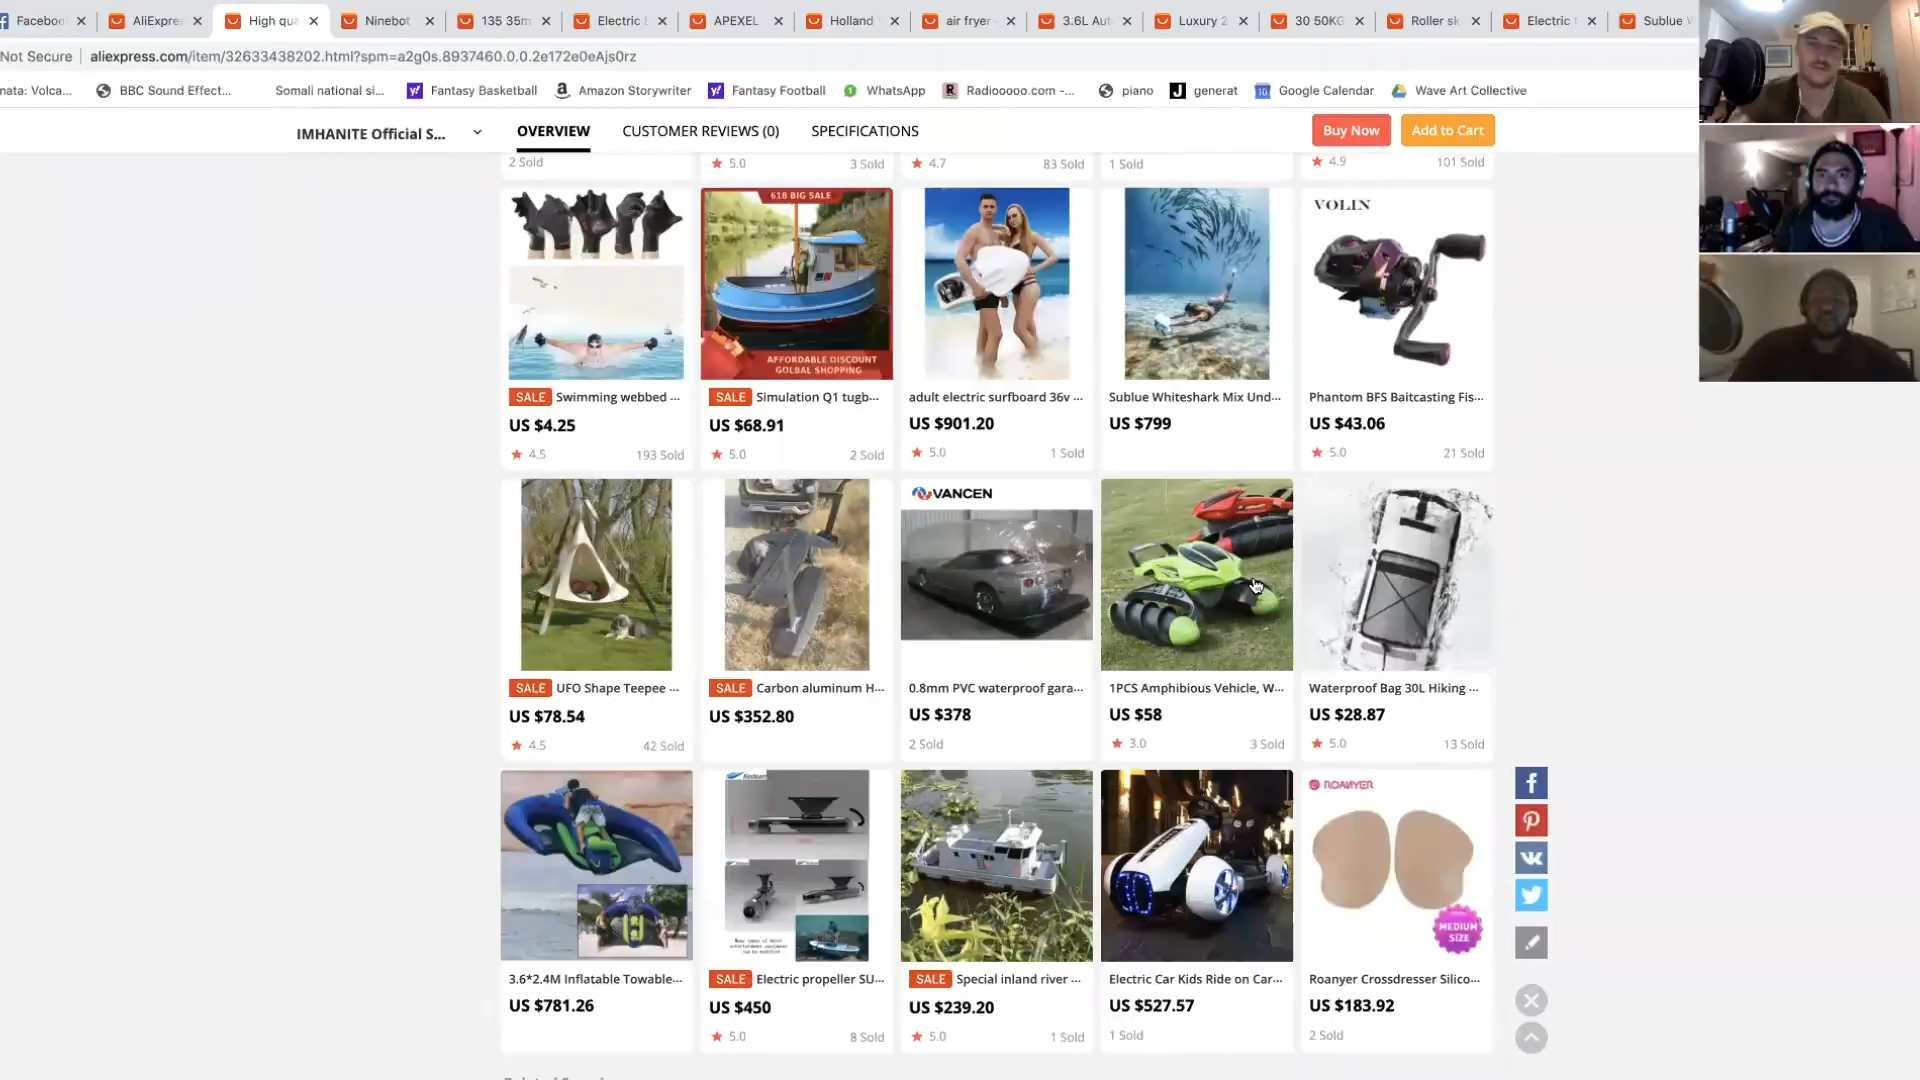 Facebo AliExpre High qua Ninebot 135 35m Electric APEXEL Holland air fryer 3.6L Au Luxury 2 30 50KG Roller sk Electric Sublue W
Not Secure aliexpress.com/item/32633438202.html?spm=a2g0s.8937460.0.0.2e172e0eAjs0rz
nata: Volca... BBC Sound Effect... Somali national si... Fantasy Basketball Amazon Storywriter Fantasy Football WhatsApp Radiooooo.com -... piano generat Google Calendar Wave Art Collective
IMHANITE Official S... OVERVIEW CUSTOMER REVIEWS (0) SPECIFICATIONS Buy Now Add to Cart
2 Sold 5.0 3 Sold 4.7 83 Sold 1 Sold 4.9 101 Sold
618 BIG SALE
VOLIN
AFFORDABLE DISCOUNT
GOLBAL SHOPPING
SALE Swimming webbed ... SALE Simulation Q1 tugb... adult electric surfboard 36v ... Sublue Whiteshark Mix Und... Phantom BFS Baitcasting Fis...
US $4.25 US $68.91 US $901.20 US $799 US $43.06
4.5 193 Sold 5.0 2 Sold 5.0 1 Sold 5.0 21 Sold
VANCEN
SALE UFO Shape Teepee ... SALE Carbon aluminum H... 0.8mm PVC waterproof gara... 1PCS Amphibious Vehicle, W... Waterproof Bag 30L Hiking ...
US $78.54 US $352.80 US $378 US $58 US $28.87
4.5 42 Sold 2 Sold 3.0 3 Sold 5.0 13 Sold
ROANYER
MEDIUM
SIZE
3.6*2.4M Inflatable Towable... SALE Electric propeller SU... SALE Special inland river ... Electric Car Kids Ride on Car... Roanyer Crossdresser Silico...
US $781.26 US $450 US $239.20 US $527.57 US $183.92
5.0 8 Sold 5.0 1 Sold 1 Sold 2 Sold